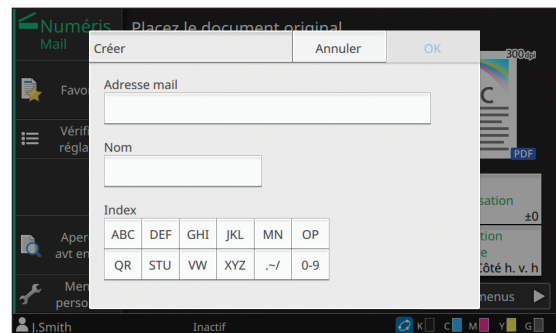 Numéris Placez le document original
Mail
Créer
Annuler
OK
300dpi
Adresse mail
C
PDF
Nom
Index
ABC DEF GHI JKL MN OP
QR STU VW XYZ .~/ 0-9
Favo
Vérifi
régla
Aper
avt en
Men
perso
sation
±0
tion
e
Côté h. v. h
menus
J.Smith
Inactif
K C M Y G